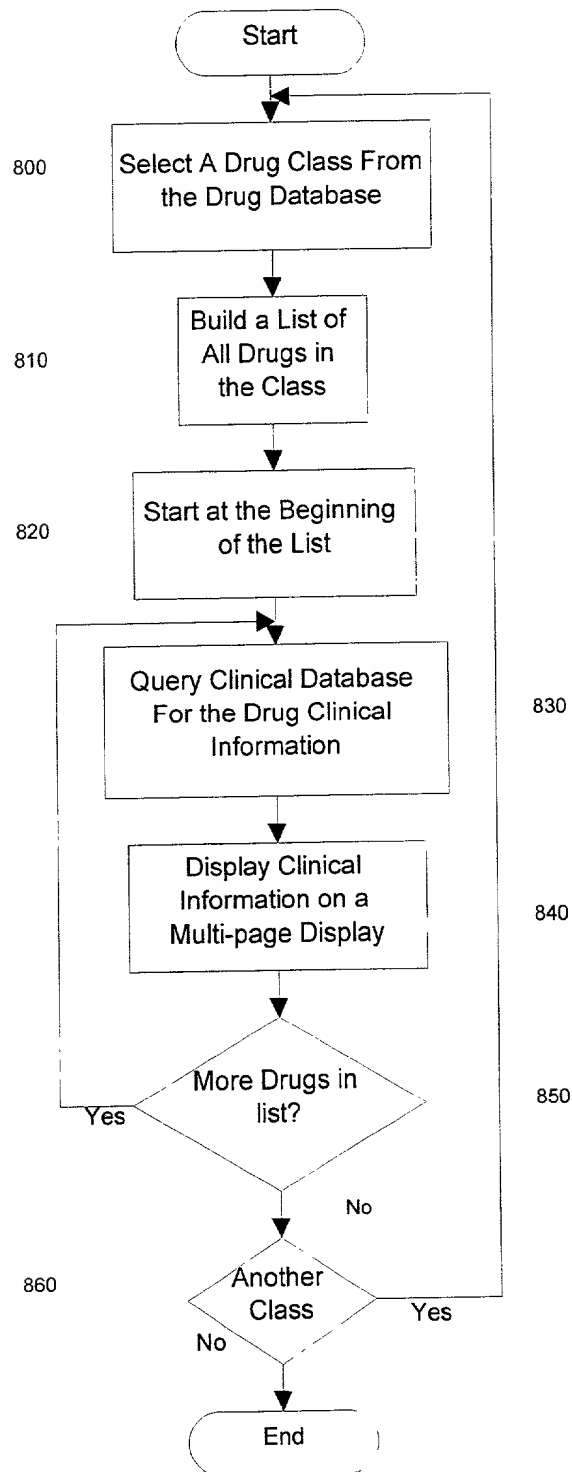 Start
800
Select A Drug Class From
the Drug Database
Build a List of
All Drugs in
the Class
810
Start at the Beginning
of the List
820
Query Clinical Database
For the Drug Clinical
Information
830
Display Clinical
Information on a
Multi-page Display
840
More Drugs in
list?
850
Yes
No
860
Another
Class
Yes
No
End